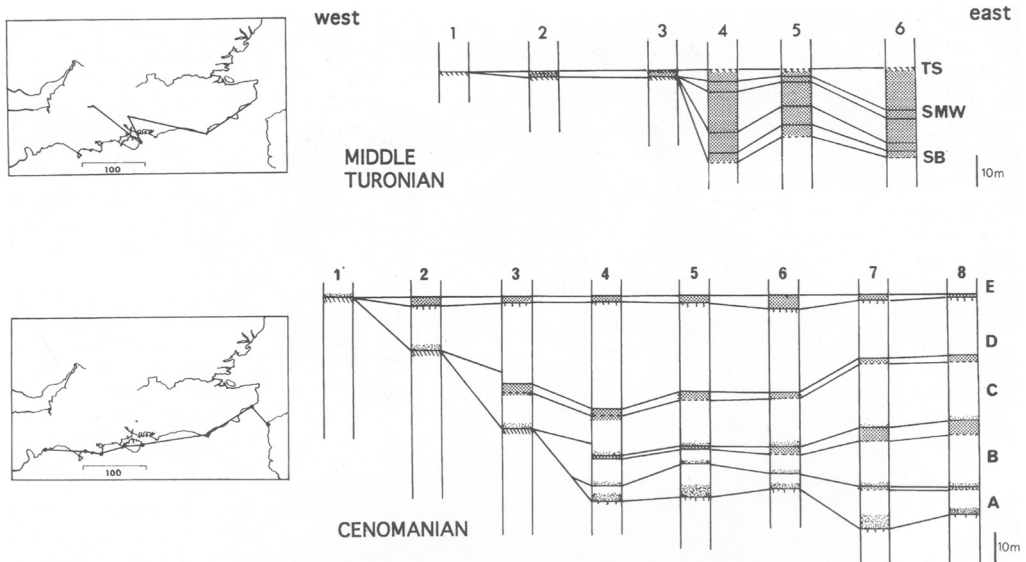 west
east
1 2 3 4 5 6
TS
SMW
SB
100
MIDDLE
TURONIAN
10m
1 2 3 4 5 6 7 8
E
D
C
B
A
100
CENOMANIAN
10m